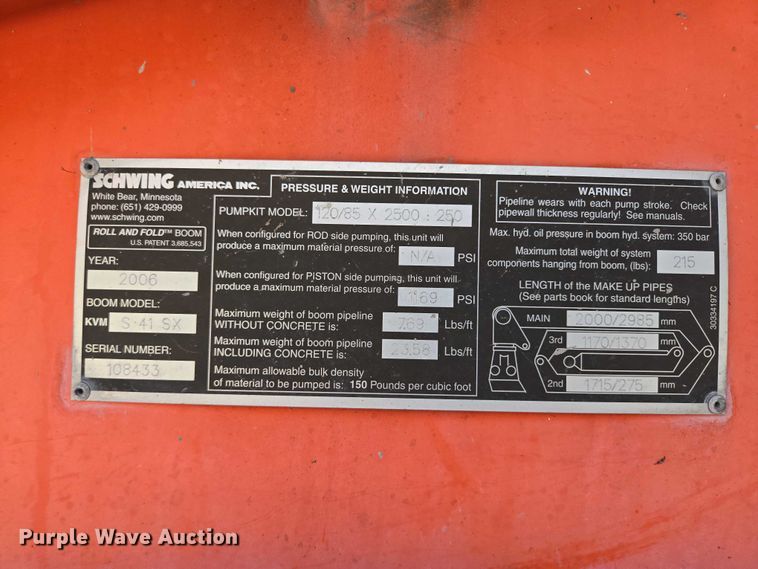 SCHWING AMERICA INC.
White Bear, Minnesota
phone: (651) 429-0999
www.schwing.com
ROLL AND FOLD™ BOOM
U.S. PATENT 3,685,543
YEAR:
2006
BOOM MODEL:
KVM S 41 SX
SERIAL NUMBER:
108433
PRESSURE & WEIGHT INFORMATION
PUMPKIT MODEL: 120/85 X 2500 : 250
When configured for ROD side pumping, this unit will
produce a maximum material pressure of: N/A PSI
When configured for PISTON side pumping, this unit will
produce a maximum material pressure of: 1169 PSI
Maximum weight of boom pipeline
WITHOUT CONCRETE is: 7.69 Lbs/ft
Maximum weight of boom pipeline
INCLUDING CONCRETE is: 23.58 Lbs/ft
Maximum allowable bulk density
of material to be pumped is: 150 Pounds per cubic foot
WARNING!
Pipeline wears with each pump stroke. Check
pipewall thickness regularly! See manuals.
Max. hyd. oil pressure in boom hyd. system: 350 bar
Maximum total weight of system
components hanging from boom, (lbs): 215
LENGTH of the MAKE UP PIPES
(See parts book for standard lengths)
MAIN 2000/2985 mm
3rd 1170/1370 mm
2nd 1715/275 mm
30334197 C
Purple Wave Auction